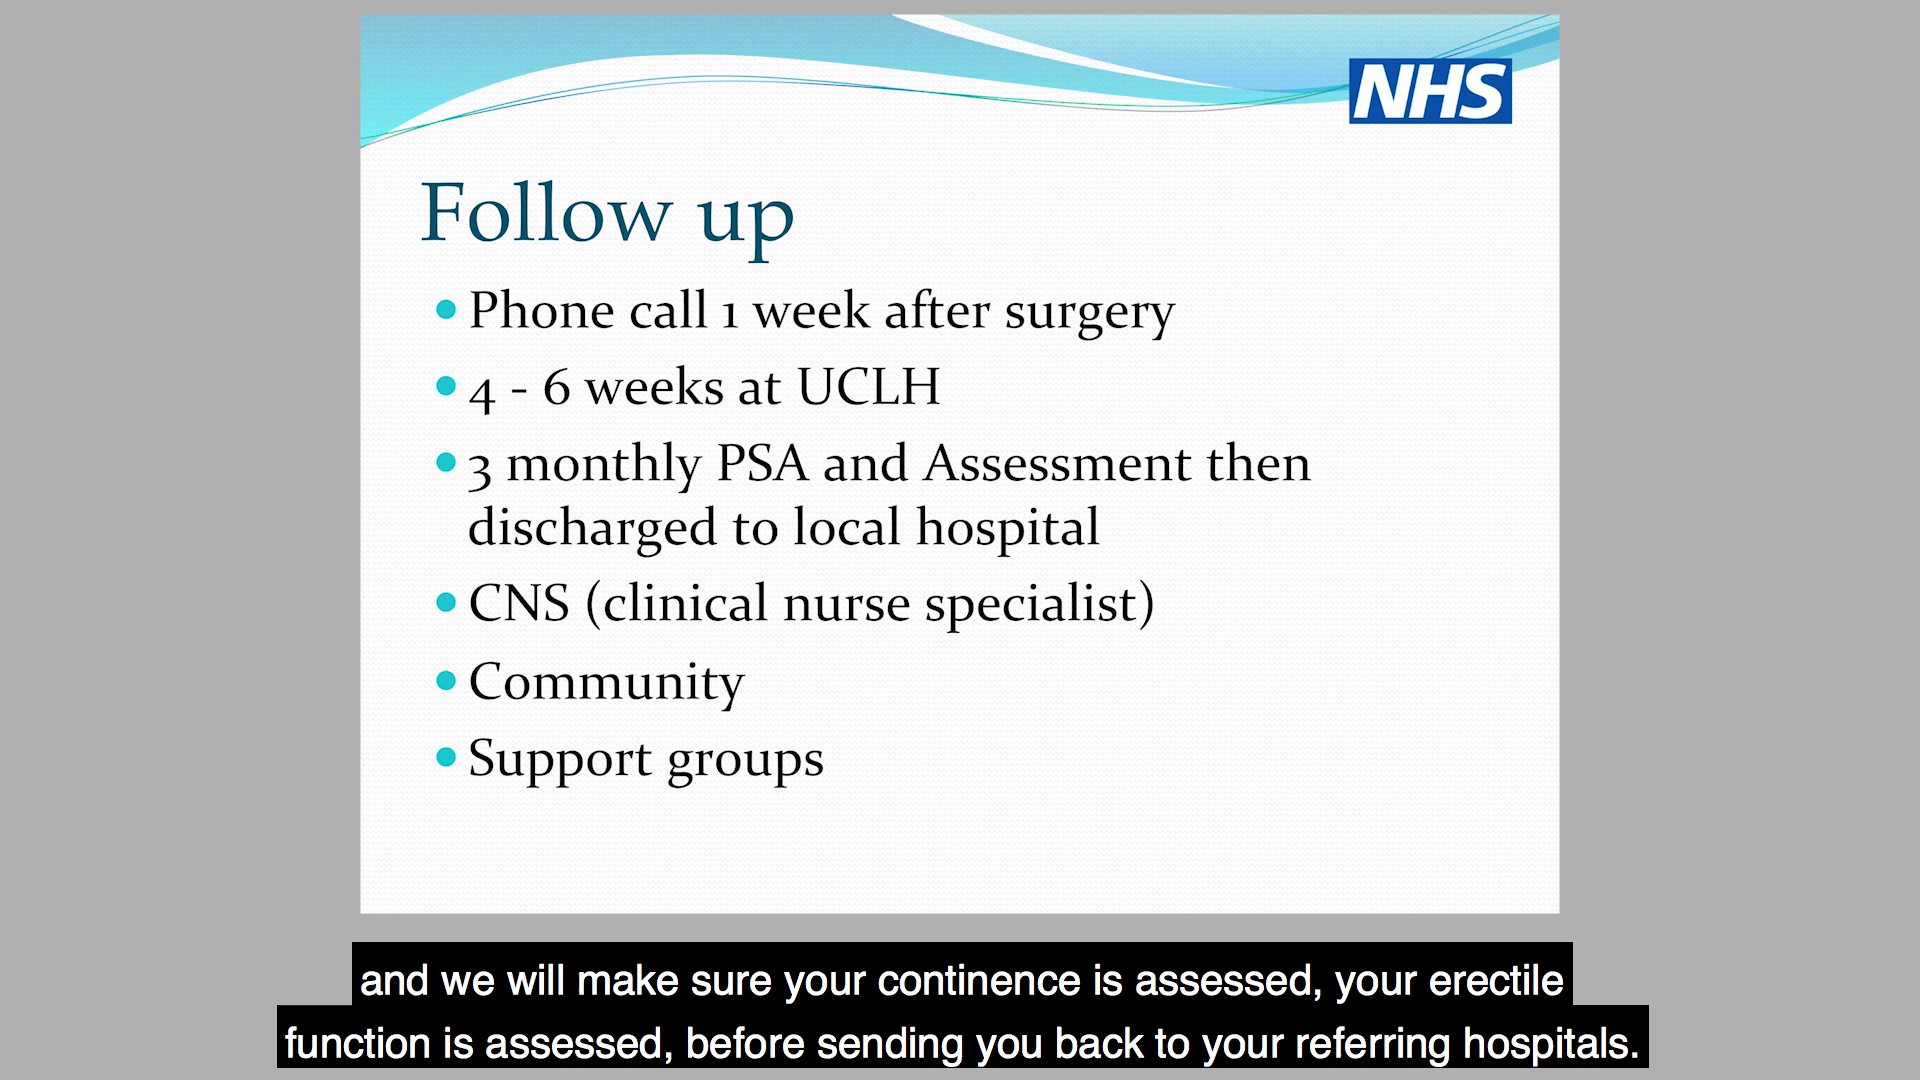 NHS
Follow up
Phone call 1 week after surgery
4 - 6 weeks at UCLH
3 monthly PSA and Assessment then
discharged to local hospital
CNS (clinical nurse specialist)
Community
Support groups
and we will make sure your continence is assessed, your erectile
function is assessed, before sending you back to your referring hospitals.